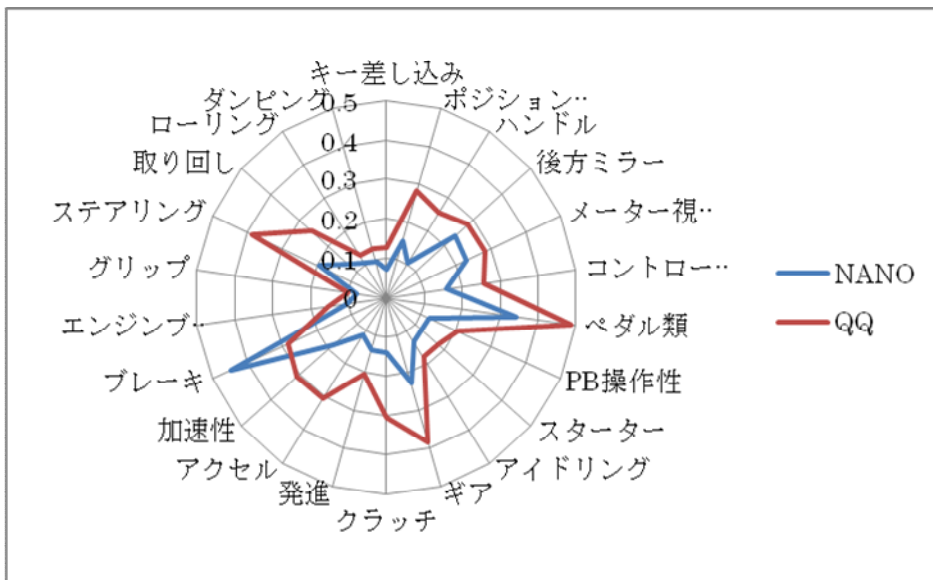 キー差し込み
ポジション…
ハンドル
後方ミラー
メーター視…
コントロー…
ペダル類
PB操作性
スターター
アイドリング
ギア
クラッチ
発進
アクセル
加速性
ブレーキ
エンジンブ…
グリップ
ステアリング
取り回し
ローリング
ダンピング
0.5
0.4
0.3
0.2
0.1
0
NANO
QQ